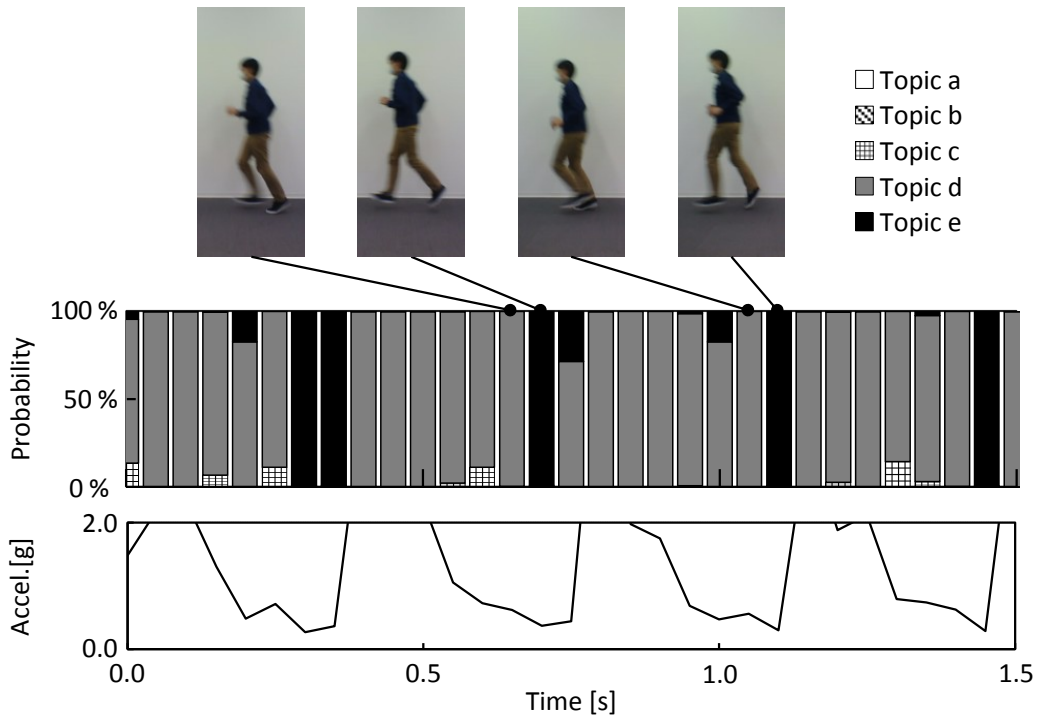 Topic a
Topic b
Topic c
Topic d
Topic e
100 %
50 %
0 %
Probability
2.0
0.0
Accel.[g]
0.0 0.5 1.0 1.5
Time [s]